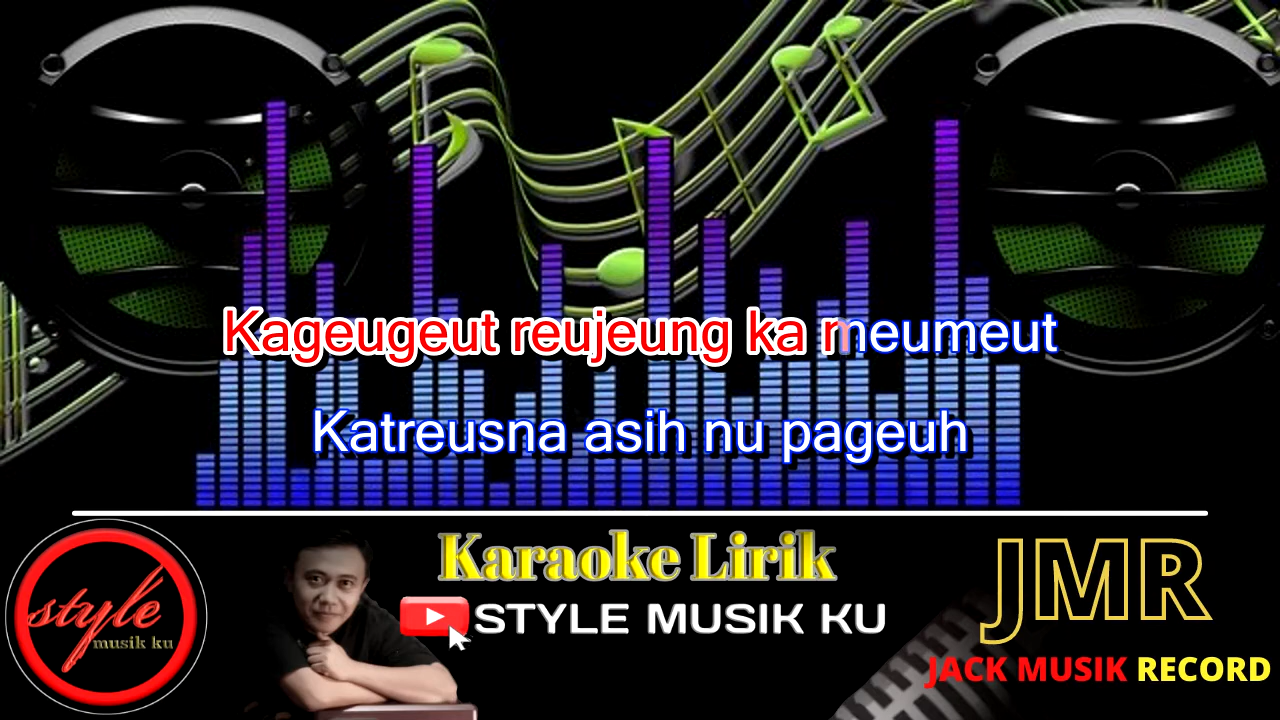 Kageugeut reujeung ka meumeut
Katreusna asih nu pageuh
style
musik ku
Karaoke Lirik
STYLE MUSIK KU
JMR
JACK MUSIK RECORD